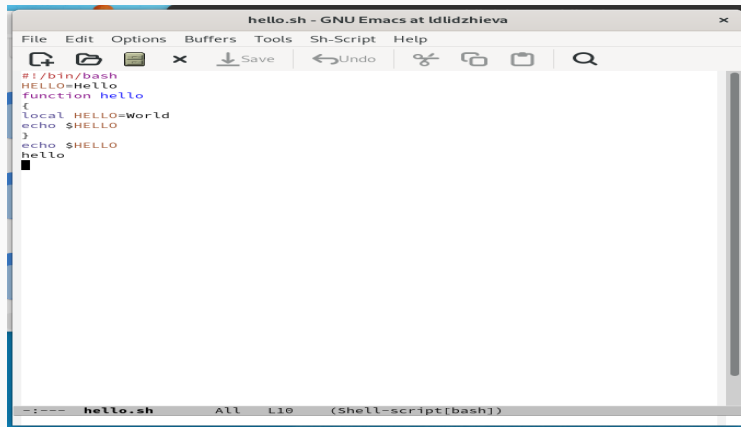 hello.sh - GNU Emacs at ldlidzhieva
File Edit Options Buffers Tools Sh-Script Help
Save Undo
#!/bin/bash
HELLO=Hello
function hello
{
local HELLO=World
echo $HELLO
}
echo $HELLO
hello
-:--- hello.sh All L10 (Shell-script[bash])